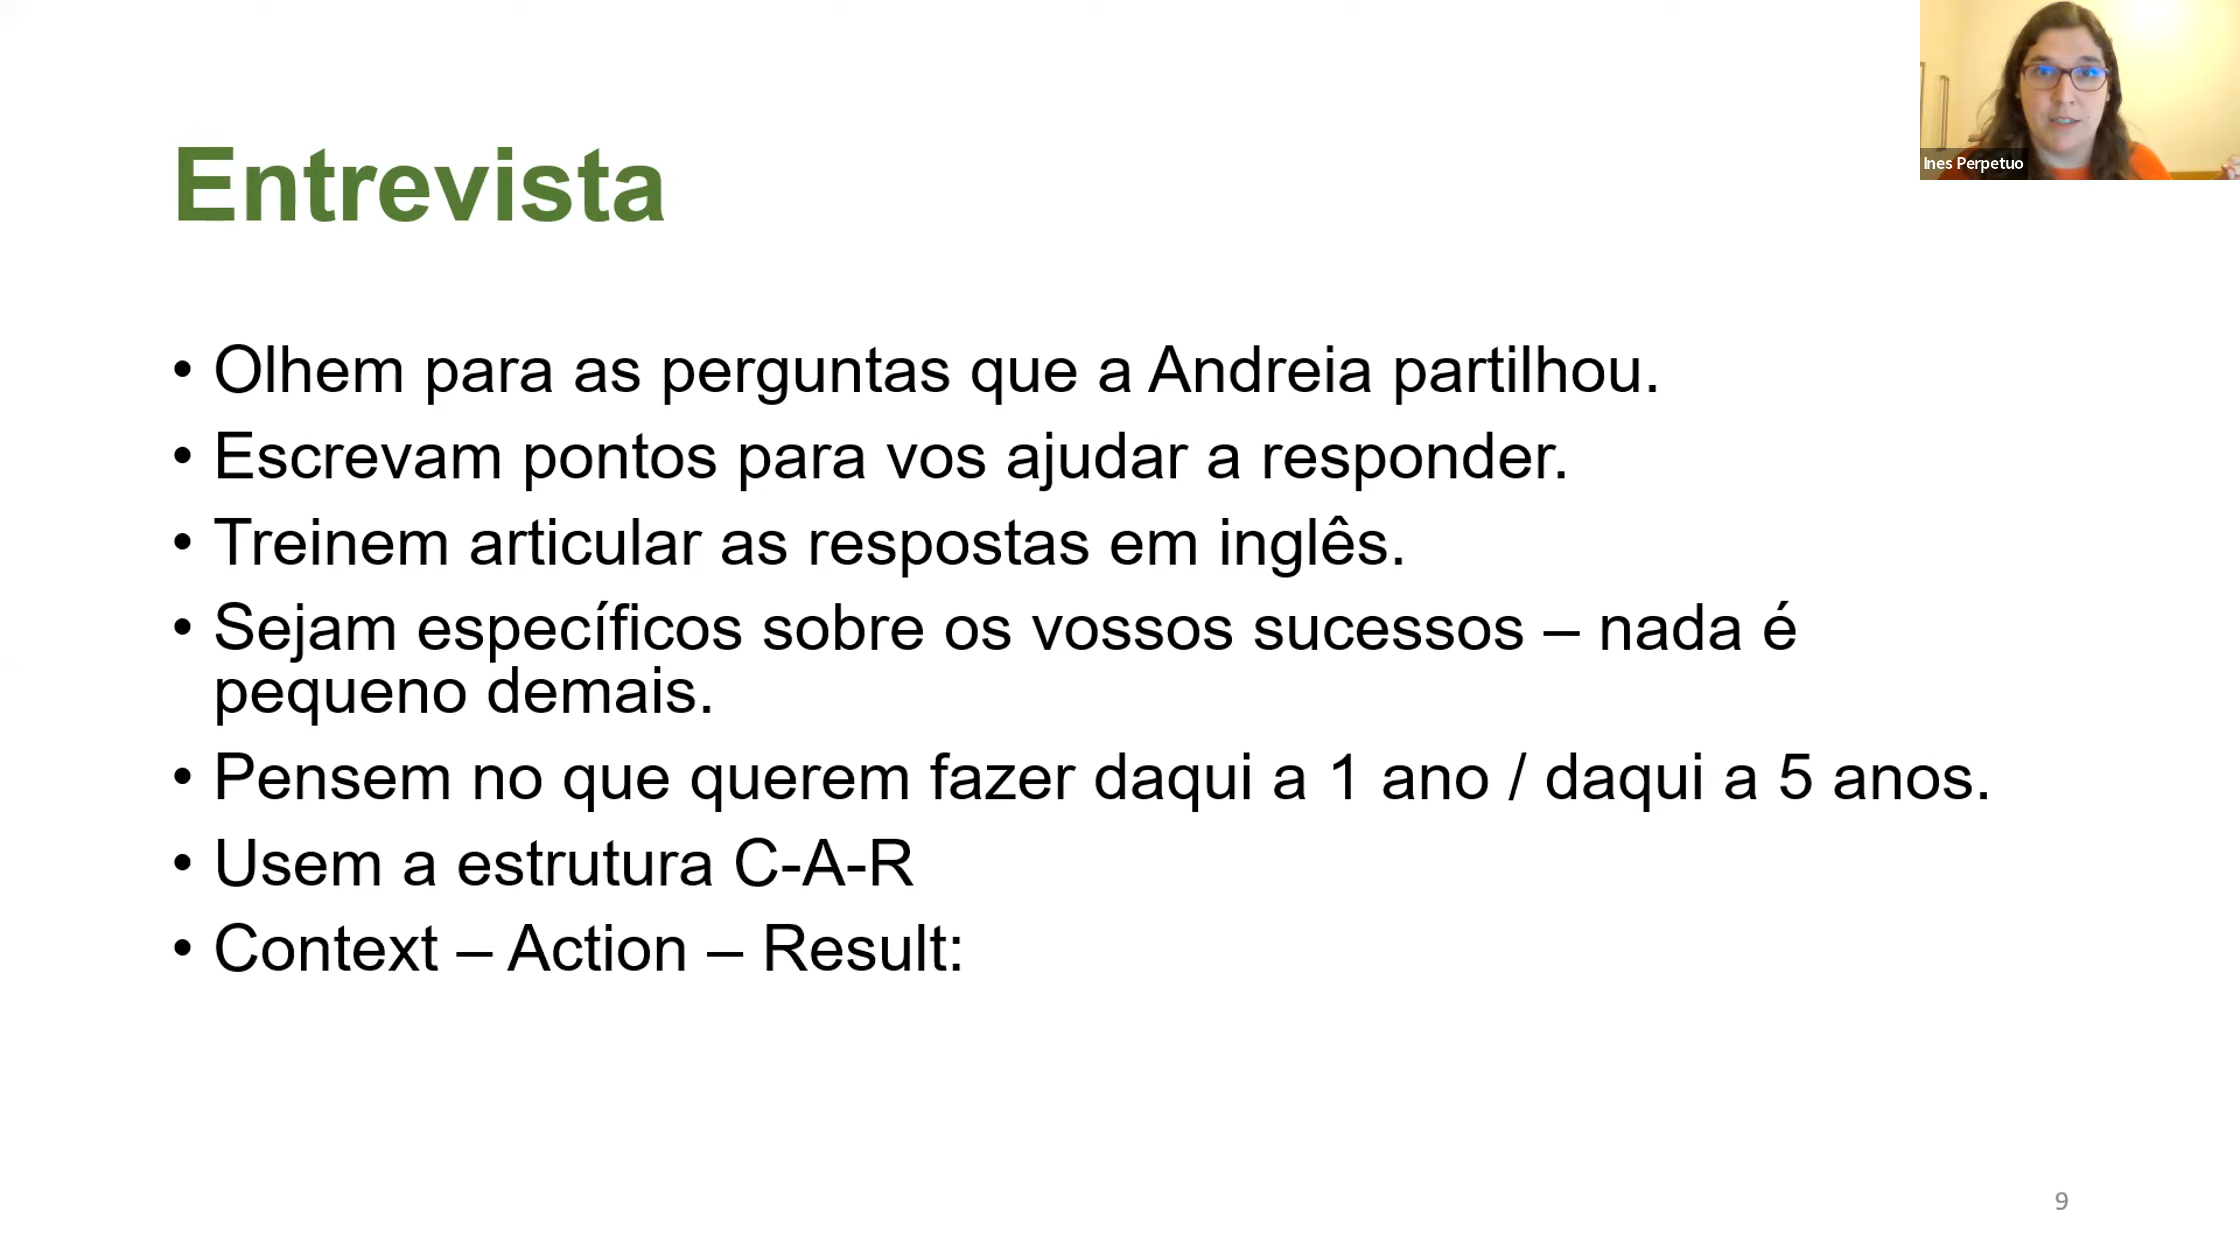 Ines Perpetuo
Entrevista
• Olhem para as perguntas que a Andreia partilhou.
• Escrevam pontos para vos ajudar a responder.
• Treinem articular as respostas em inglês.
• Sejam específicos sobre os vossos sucessos – nada é
pequeno demais.
• Pensem no que querem fazer daqui a 1 ano / daqui a 5 anos.
• Usem a estrutura C-A-R
• Context – Action – Result:
9